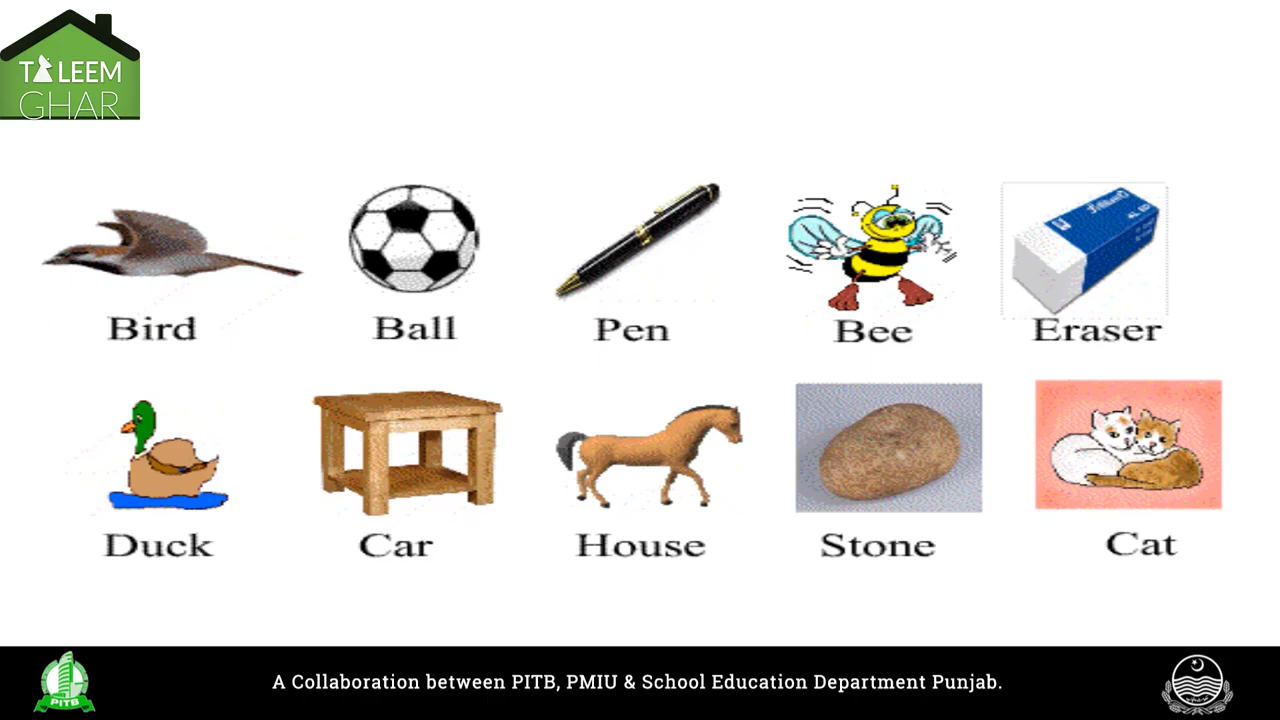 TALEEM
GHAR
Bird Ball Pen Bee Eraser
Duck Car House Stone Cat
A Collaboration between PITB, PMIU & School Education Department Punjab.
PITB